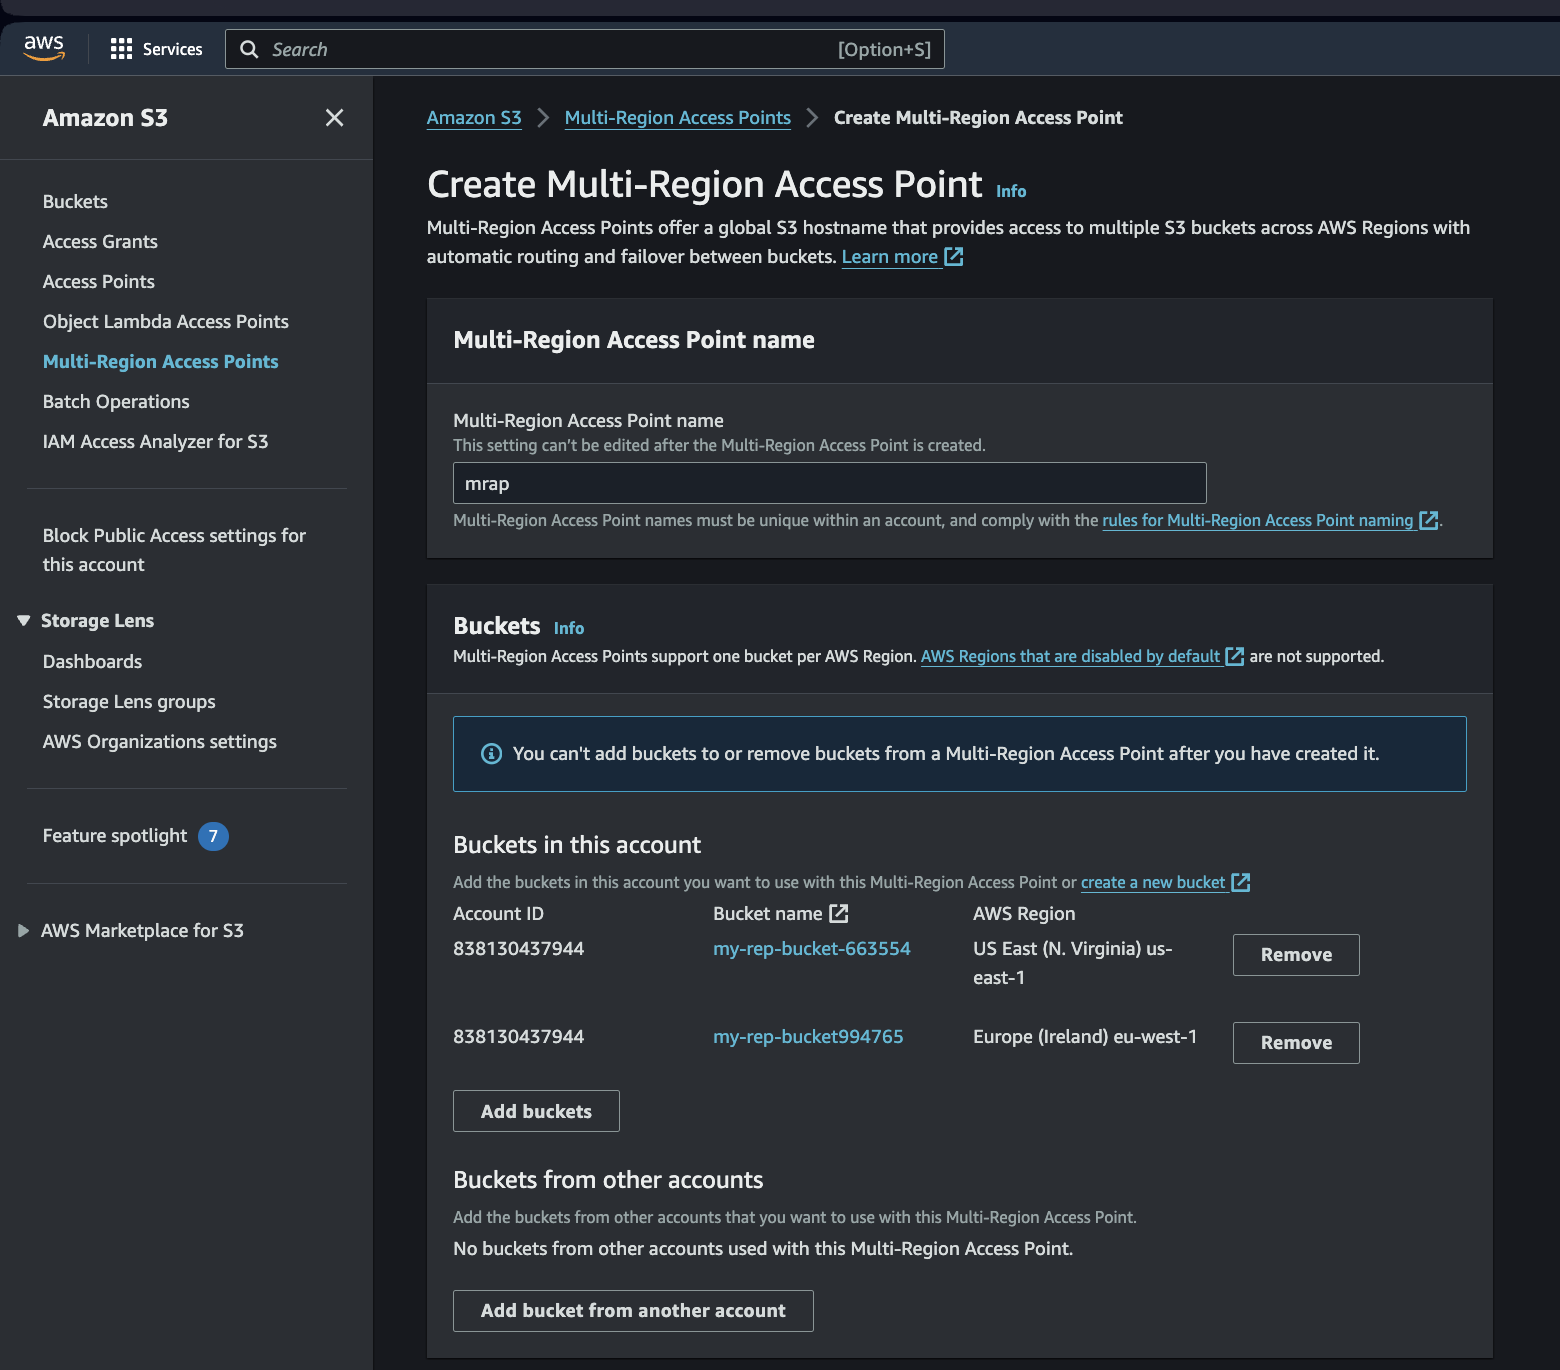 aws
Services
Search
[Option+S]
Amazon S3
Buckets
Access Grants
Access Points
Object Lambda Access Points
Multi-Region Access Points
Batch Operations
IAM Access Analyzer for S3
Block Public Access settings for
this account
Storage Lens
Dashboards
Storage Lens groups
AWS Organizations settings
Feature spotlight 7
AWS Marketplace for S3
Amazon S3 > Multi-Region Access Points > Create Multi-Region Access Point
Create Multi-Region Access Point Info
Multi-Region Access Points offer a global S3 hostname that provides access to multiple S3 buckets across AWS Regions with
automatic routing and failover between buckets. Learn more
Multi-Region Access Point name
Multi-Region Access Point name
This setting can't be edited after the Multi-Region Access Point is created.
mrap
Multi-Region Access Point names must be unique within an account, and comply with the rules for Multi-Region Access Point naming.
Buckets Info
Multi-Region Access Points support one bucket per AWS Region. AWS Regions that are disabled by default are not supported.
You can't add buckets to or remove buckets from a Multi-Region Access Point after you have created it.
Buckets in this account
Add the buckets in this account you want to use with this Multi-Region Access Point or create a new bucket
Account ID Bucket name AWS Region
838130437944 my-rep-bucket-663554 US East (N. Virginia) us-
east-1 Remove
838130437944 my-rep-bucket994765 Europe (Ireland) eu-west-1 Remove
Add buckets
Buckets from other accounts
Add the buckets from other accounts that you want to use with this Multi-Region Access Point.
No buckets from other accounts used with this Multi-Region Access Point.
Add bucket from another account